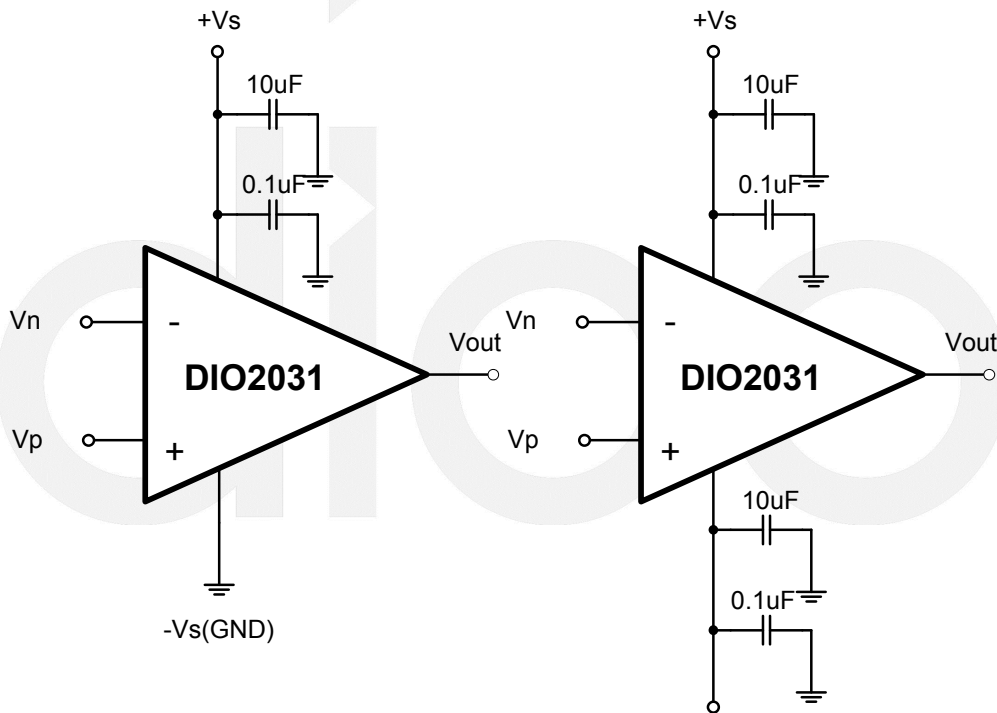 +Vs
10uF
0.1uF
Vn
-
Vp
+
DIO2031
Vout
-Vs(GND)
+Vs
10uF
0.1uF
Vn
-
Vp
+
DIO2031
Vout
10uF
0.1uF
dioo